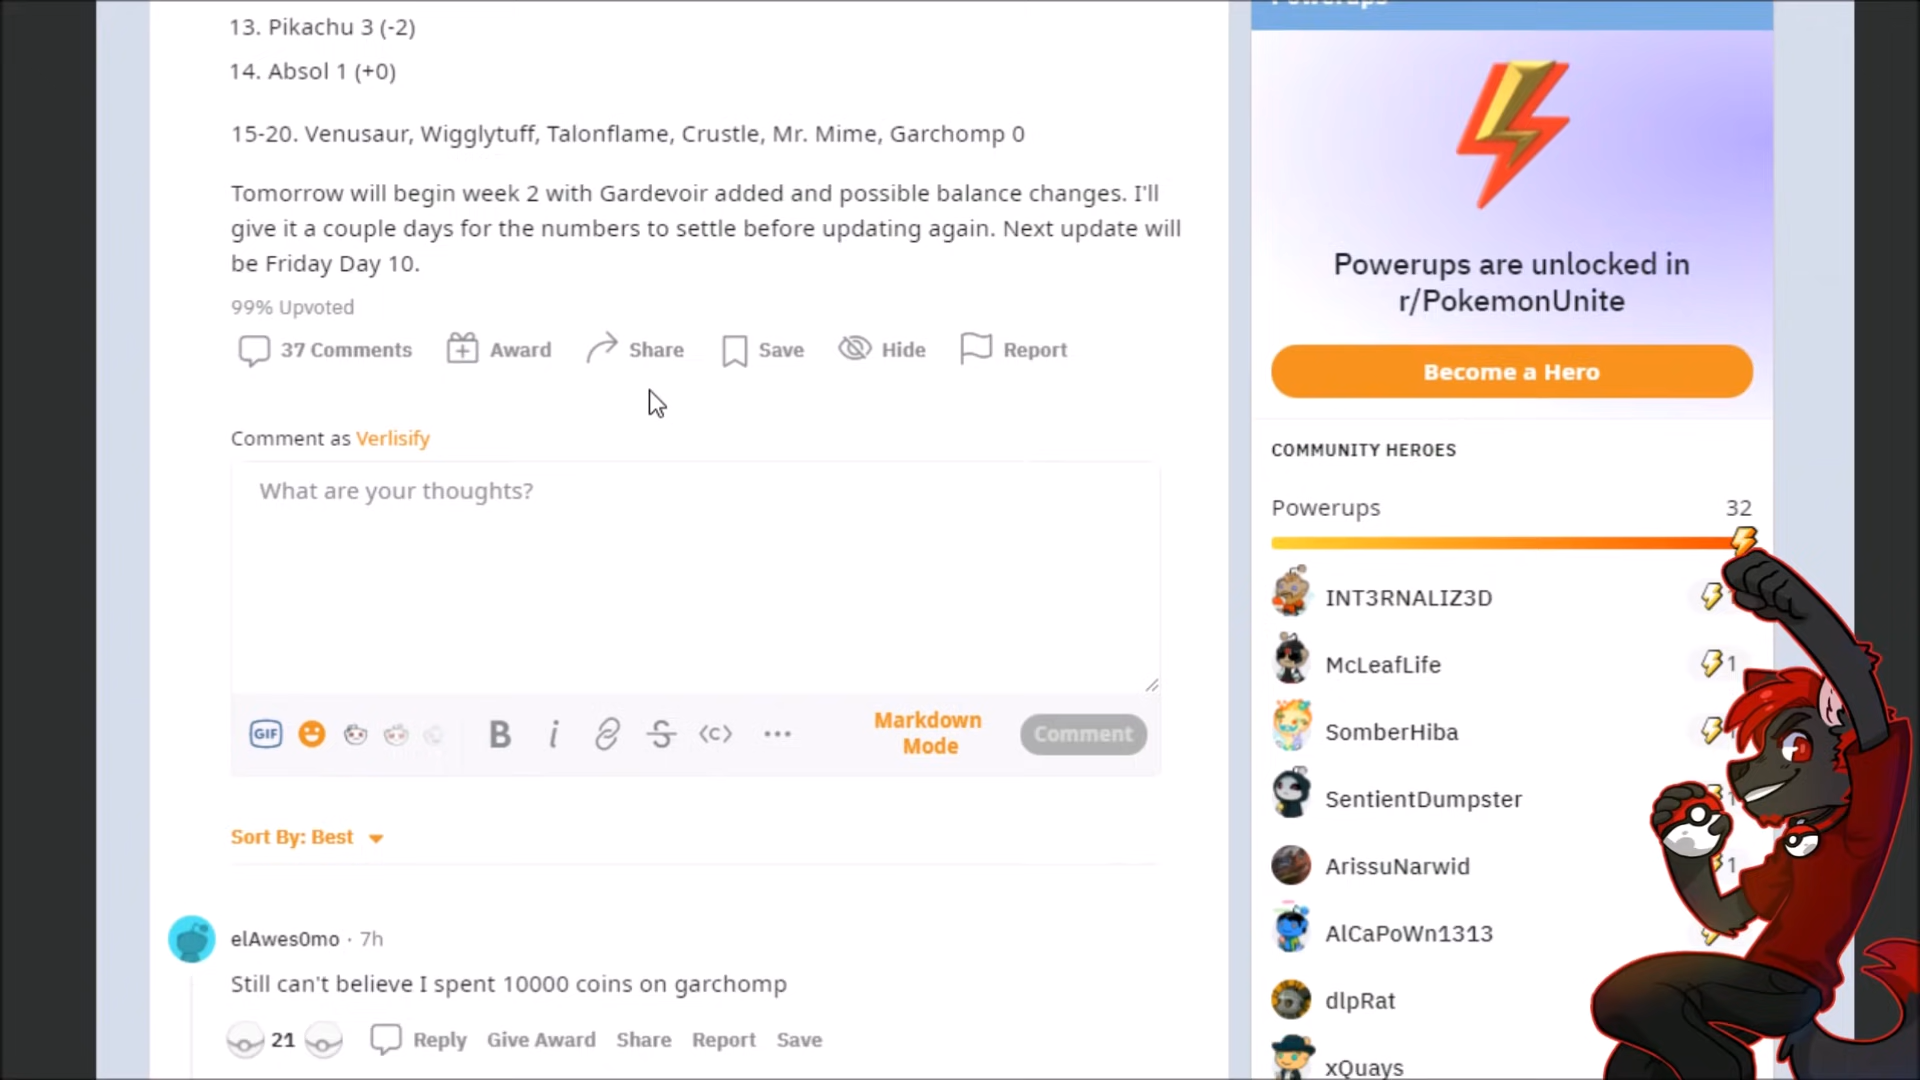 13. Pikachu 3 (-2)
14. Absol 1 (+0)
15-20. Venusaur, Wigglytuff, Talonflame, Crustle, Mr. Mime, Garchomp 0
Tomorrow will begin week 2 with Gardevoir added and possible balance changes. I'll
give it a couple days for the numbers to settle before updating again. Next update will
be Friday Day 10.
99% Upvoted
37 Comments Award Share Save Hide Report
Comment as Verlisify
What are your thoughts?
GIF B i <c> ... Markdown
Mode
Comment
Sort By: Best
elAwes0mo · 7h
Still can't believe I spent 10000 coins on garchomp
21 Reply Give Award Share Report Save
Powerups
Powerups are unlocked in
r/PokemonUnite
Become a Hero
COMMUNITY HEROES
Powerups 32
INT3RNALIZ3D
McLeafLife 1
SomberHiba
SentientDumpster
ArissuNarwid 1
AlCaPoWn1313
dlpRat
xQuays